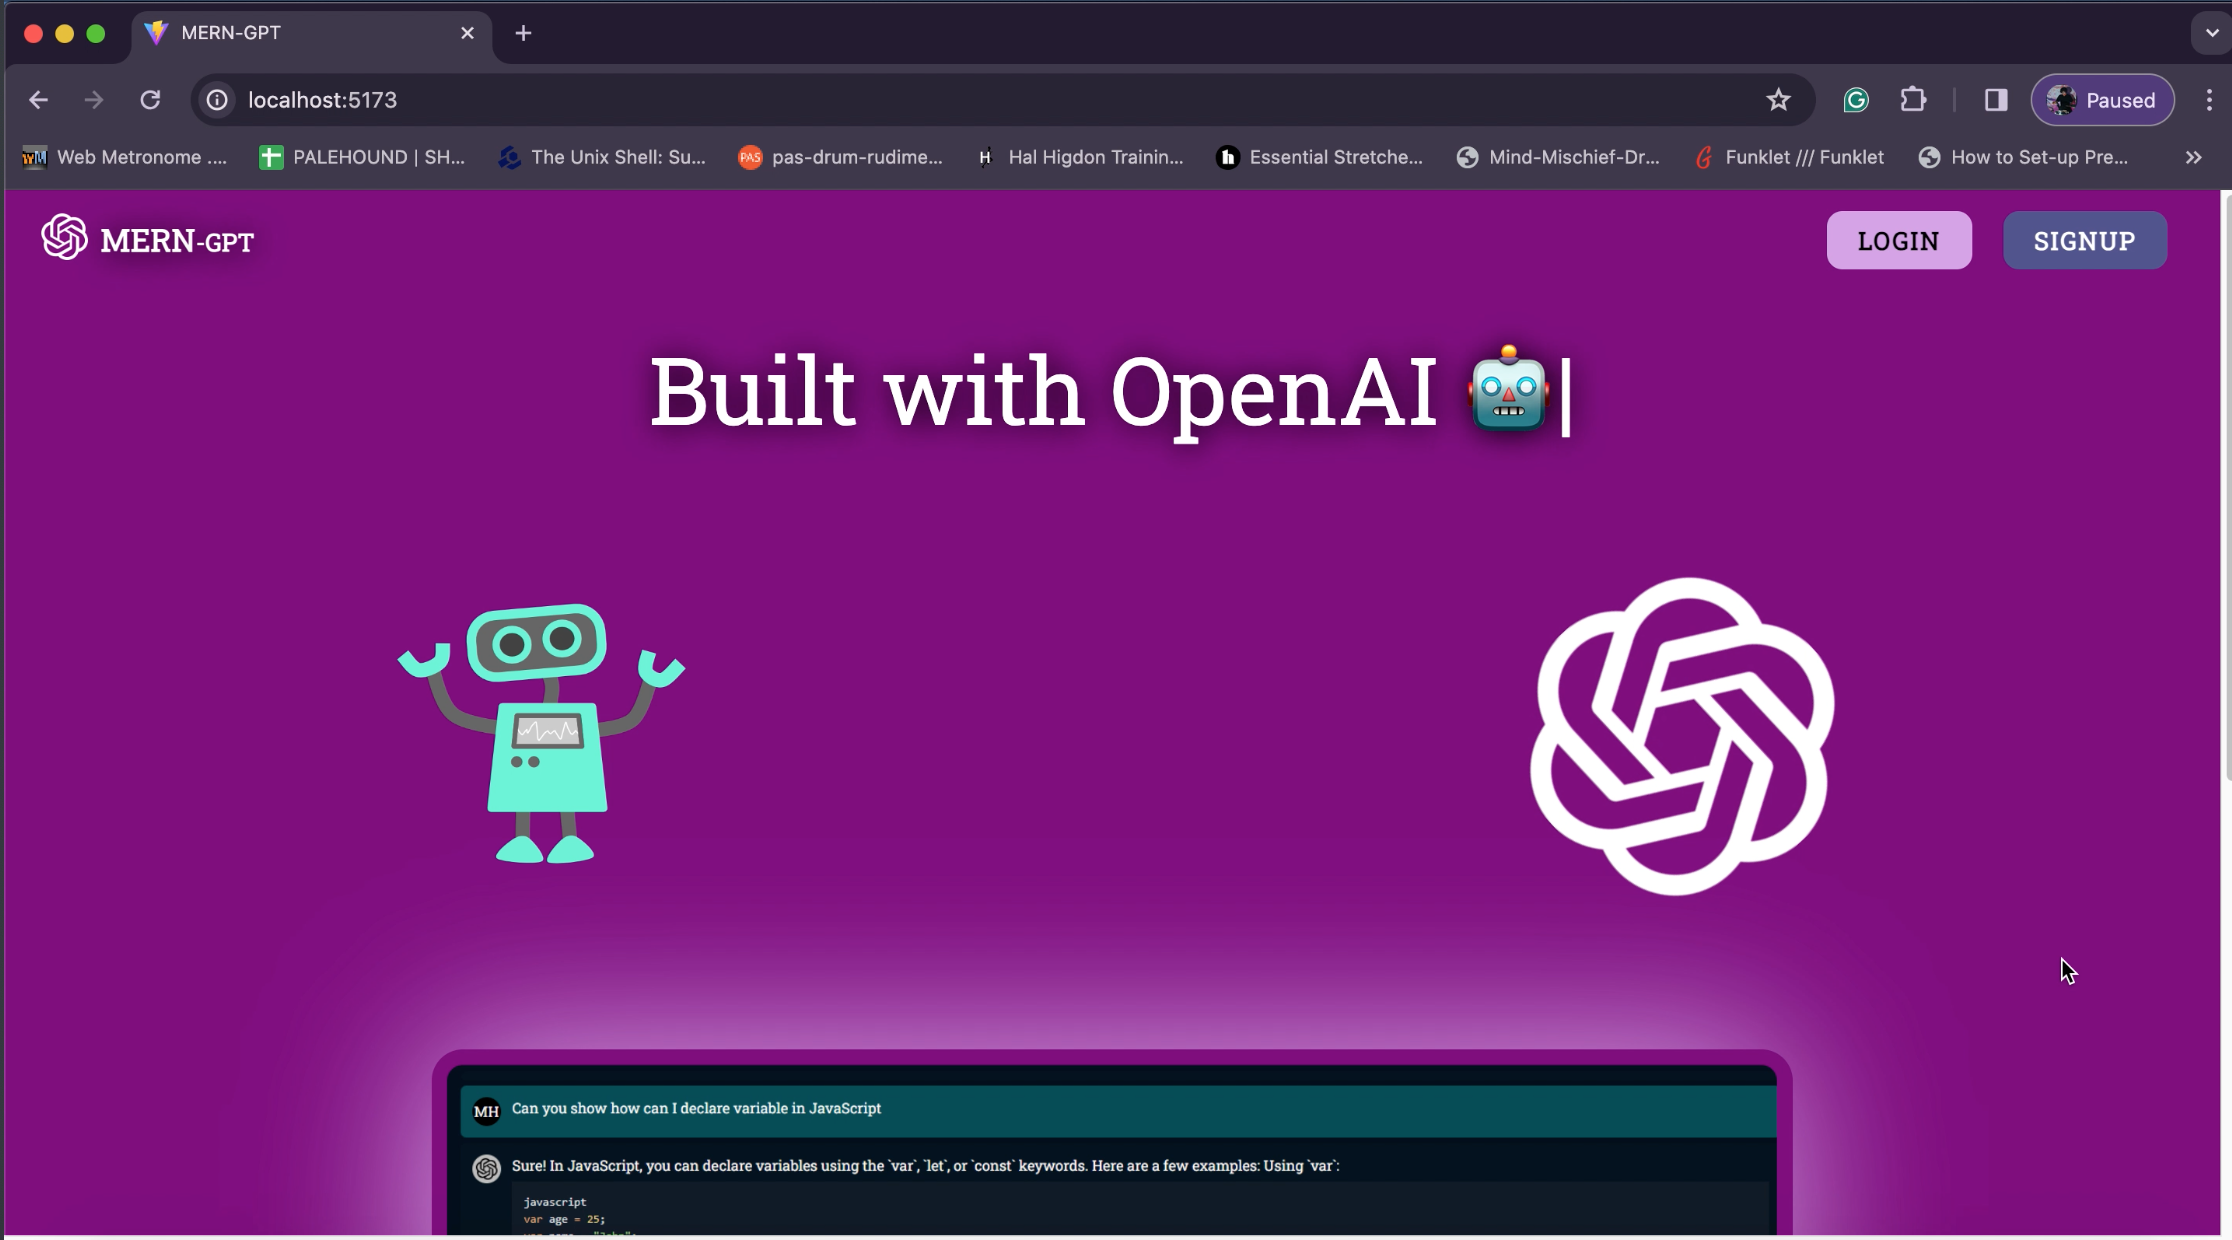 MERN-GPT
localhost:5173
Paused
Web Metronome ....
PALEHOUND | SH...
The Unix Shell: Su...
PAS
pas-drum-rudime...
H
Hal Higdon Trainin...
h
Essential Stretche...
Mind-Mischief-Dr...
Funklet /// Funklet
How to Set-up Pre...
MERN-GPT
LOGIN
SIGNUP
Built with OpenAI 🤖|
MH
Can you show how can I declare variable in JavaScript
Sure! In JavaScript, you can declare variables using the `var`, `let`, or `const` keywords. Here are a few examples: Using `var`:
javascript
var age = 25;